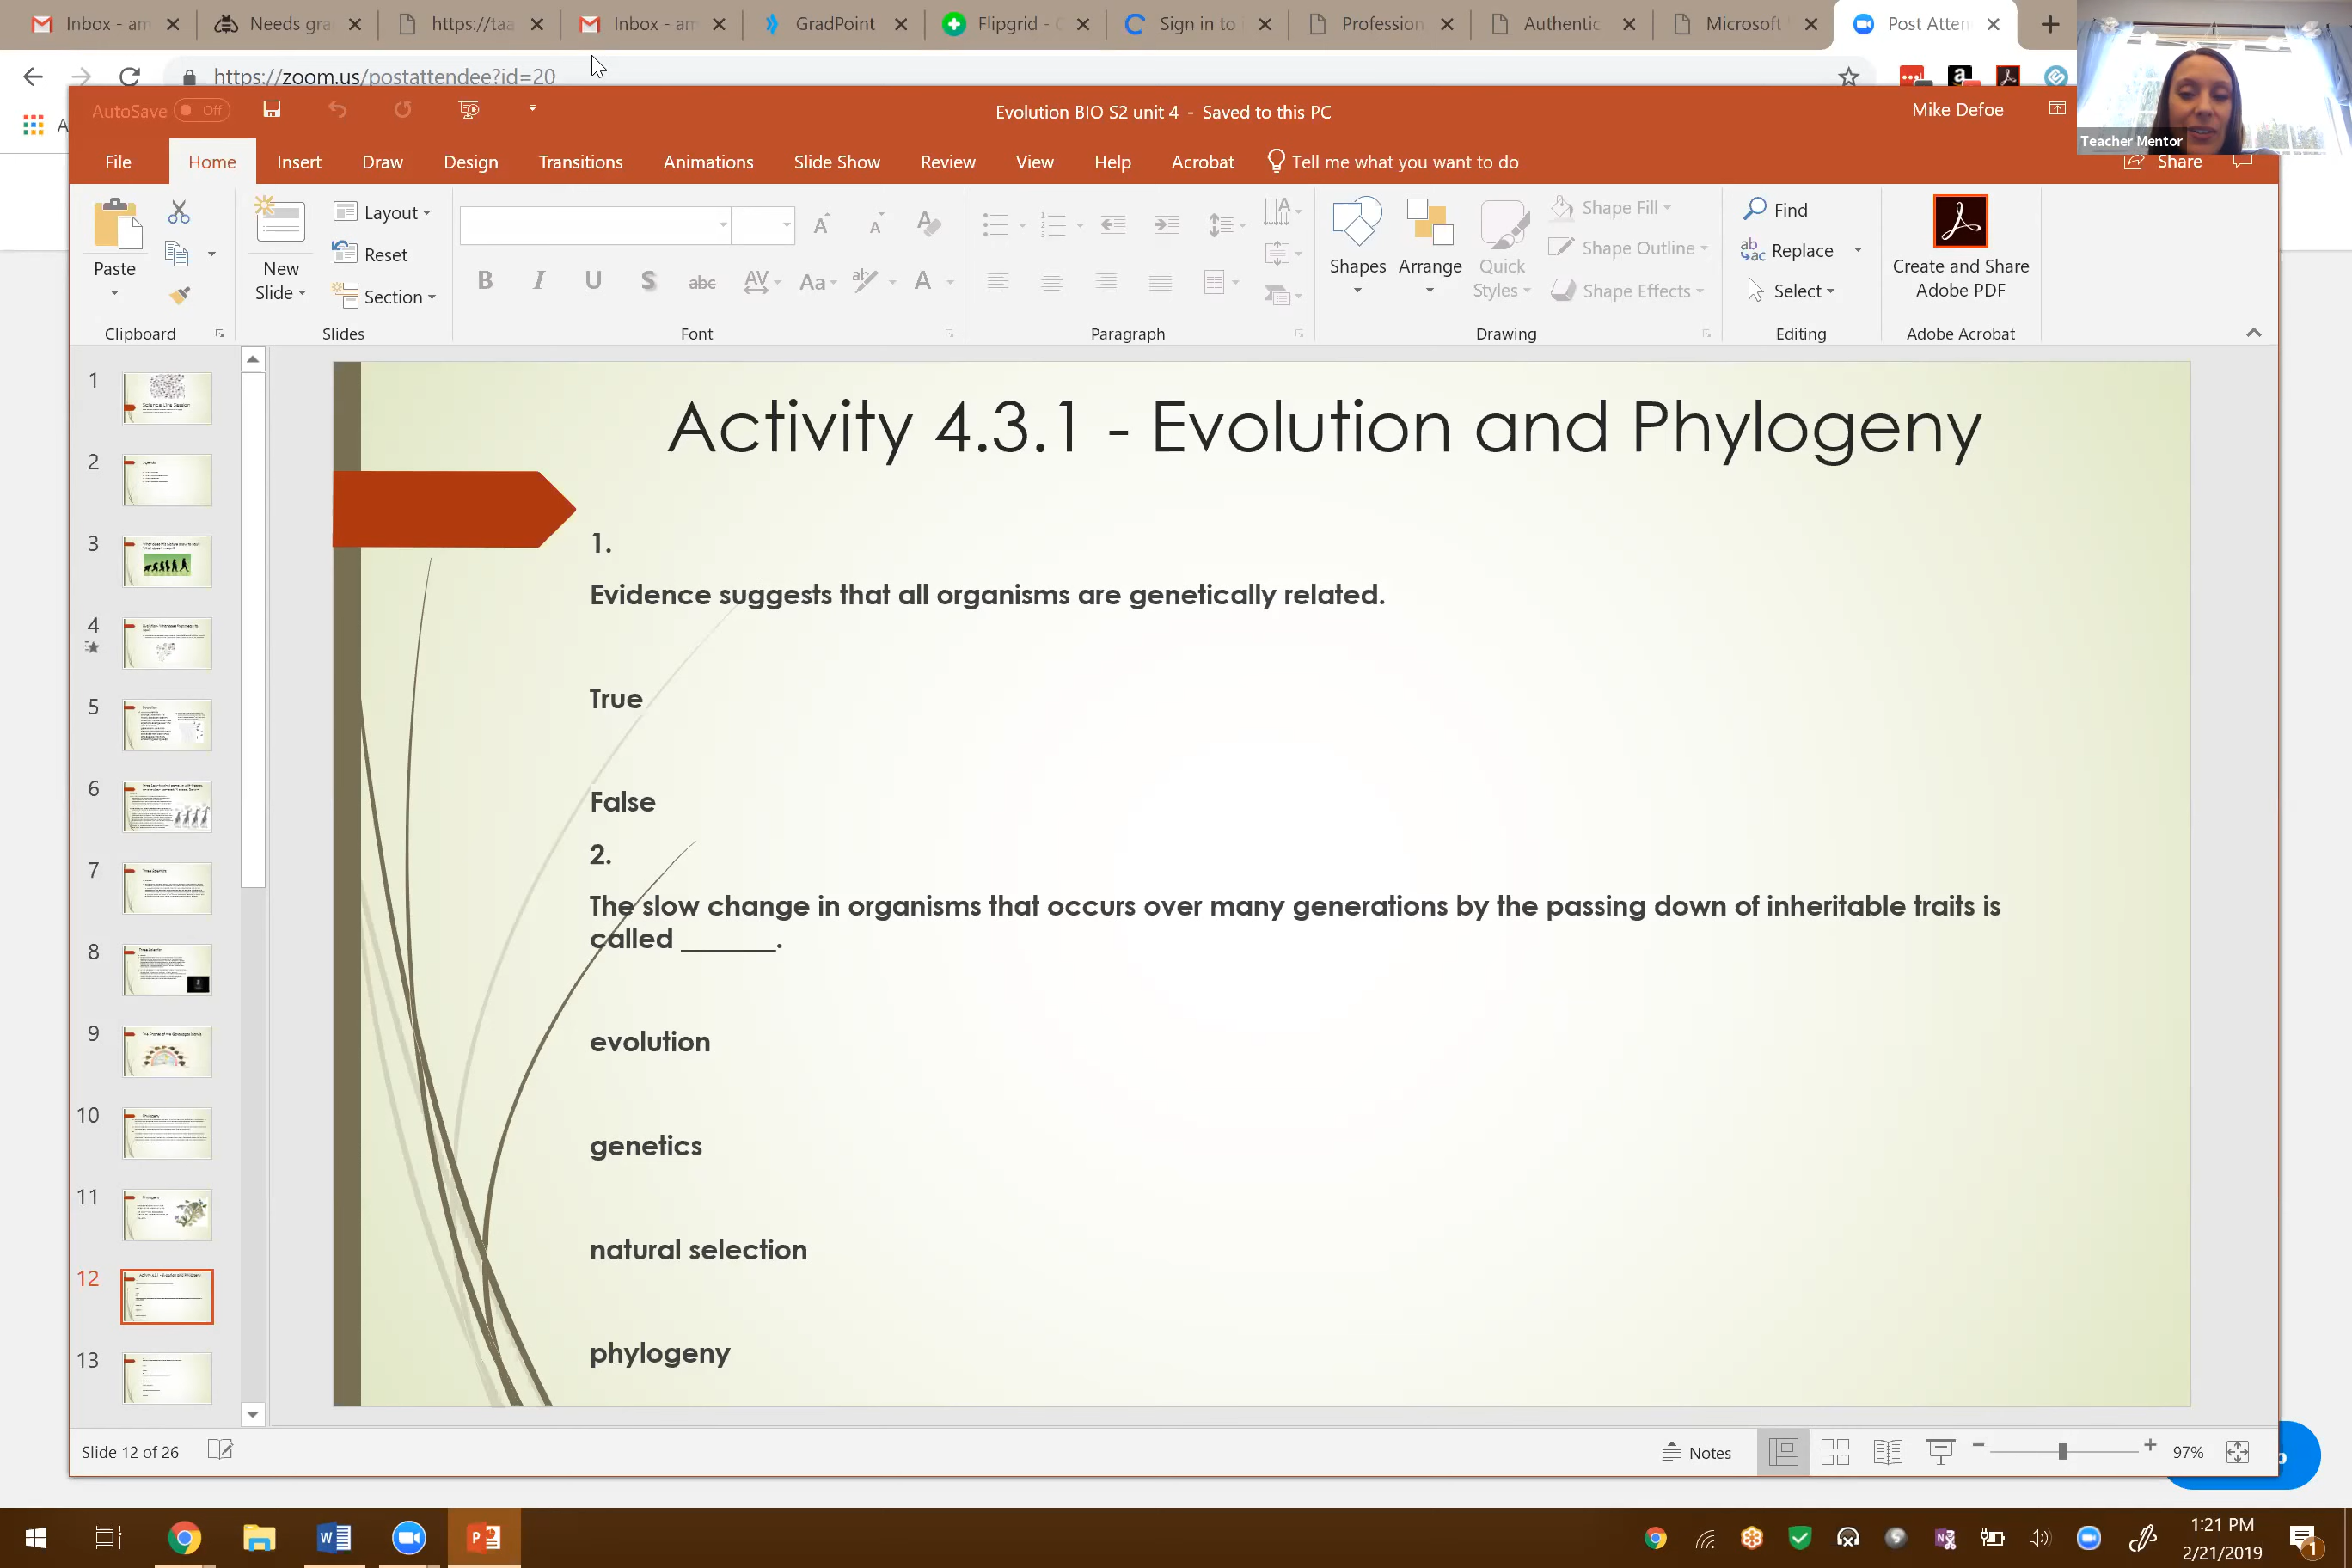 Inbox - am
Needs gra
https://taa
Inbox - am
GradPoint
Flipgrid - C
Sign in to
Profession
Authentic
Microsoft
Post Atten
https://zoom.us/postattendee?id=20
AutoSave Off
Evolution BIO S2 unit 4 - Saved to this PC
Mike Defoe
Teacher Mentor
File Home Insert Draw Design Transitions Animations Slide Show Review View Help Acrobat Tell me what you want to do Share
Paste
Clipboard
New
Slide
Layout
Reset
Section
Slides
Font
Paragraph
Shapes
Arrange
Quick
Styles
Shape Fill
Shape Outline
Shape Effects
Drawing
Find
Replace
Select
Editing
Create and Share
Adobe PDF
Adobe Acrobat
1
2
3
4
5
6
7
8
9
10
11
12
13
Activity 4.3.1 - Evolution and Phylogeny
1.
Evidence suggests that all organisms are genetically related.
True
False
2.
The slow change in organisms that occurs over many generations by the passing down of inheritable traits is
called _______.
evolution
genetics
natural selection
phylogeny
Slide 12 of 26
Notes
97%
1:21 PM
2/21/2019